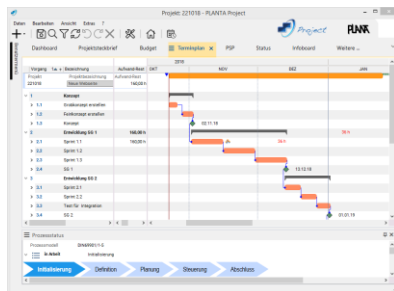 Projekt 221016 - PLANTA Project
Datei Bearbeiten Ansicht Extras ?
Project PLANTA
Dashboard Projektsteckbrief Budget Terminplan × PSP Status Infoboard Weitere...
2018
Vorgang Bezeichnung Aufwand-Rest OKT NOV DEZ JAN
Projekt Projektbezeichnung Aufwand-Rest
221016 Neue Webseite 160,00 h
1 Konzept
1.1 Grobkonzept erstellen
1.2 Feinkonzept erstellen
1.3 Konzept 02.11.18
2 Entwicklung SG 1 160,00 h 0h h
2.1 Sprint 1.1 160,00 h
2.2 Sprint 1.2
2.3 Sprint 1.3
2.4 SG 1 13.12.18
3 Entwicklung SG 2
3.1 Sprint 2.1
3.2 Sprint 2.2
3.3 Test für Integration
3.4 SG 2 01.01.19
Prozessstatus
Prozessmodell DIN69901-5
Initialisierung
Initialisierung Definition Planung Steuerung Abschluss